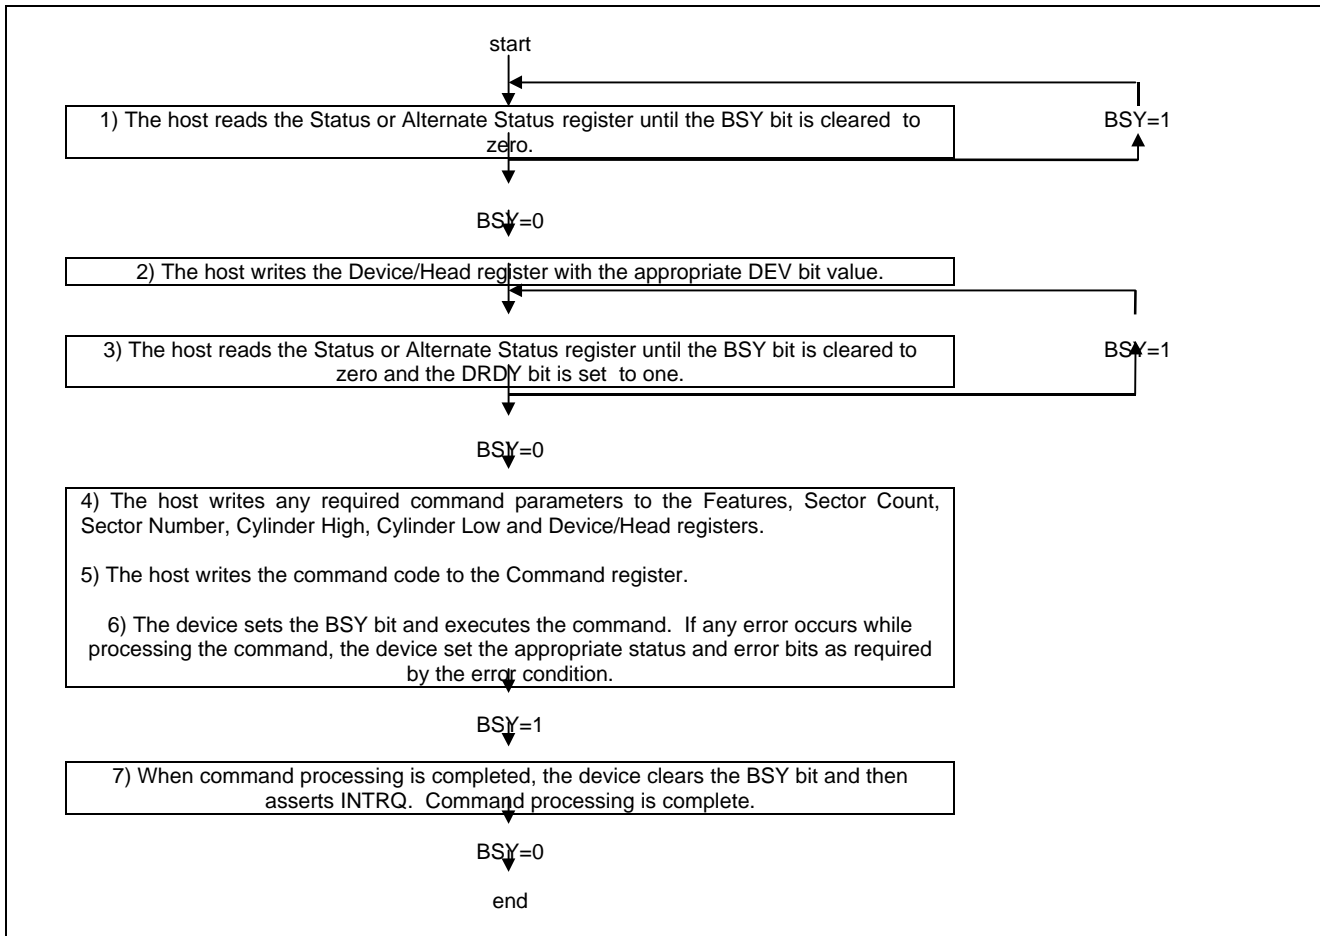 start
1) The host reads the Status or Alternate Status register until the BSY bit is cleared  to
zero.
BSY=1
BSY=0
2) The host writes the Device/Head register with the appropriate DEV bit value.
3) The host reads the Status or Alternate Status register until the BSY bit is cleared to
zero and the DRDY bit is set  to one.
BSY=1
BSY=0
4) The host writes any required command parameters to the Features, Sector Count,
Sector Number, Cylinder High, Cylinder Low and Device/Head registers.
5) The host writes the command code to the Command register.
6) The device sets the BSY bit and executes the command.  If any error occurs while
processing the command, the device set the appropriate status and error bits as required
by the error condition.
BSY=1
7) When command processing is completed, the device clears the BSY bit and then
asserts INTRQ.  Command processing is complete.
BSY=0
end